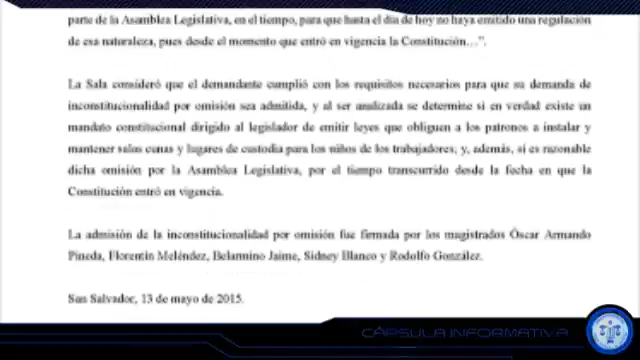 parte de la Asamblea Legislativa, en el tiempo, para que hasta el día de hoy no haya emitido una regulación
de esa naturaleza, pues desde el momento que entró en vigencia la Constitución…”.
La Sala consideró que el demandante cumplió con los requisitos necesarios para que su demanda de
inconstitucionalidad por omisión sea admitida, y al ser analizada se determine si en verdad existe un
mandato constitucional dirigido al legislador de emitir leyes que obliguen a los patronos a instalar y
mantener salas cunas y lugares de custodia para los niños de los trabajadores; y, además, si es razonable
dicha omisión por la Asamblea Legislativa, por el tiempo transcurrido desde la fecha en que la
Constitución entró en vigencia.
La admisión de la inconstitucionalidad por omisión fue firmada por los magistrados Óscar Armando
Pineda, Florentín Meléndez, Belarmino Jaime, Sidney Blanco y Rodolfo González.
San Salvador, 13 de mayo de 2015.
CÁPSULA INFORMATIVA